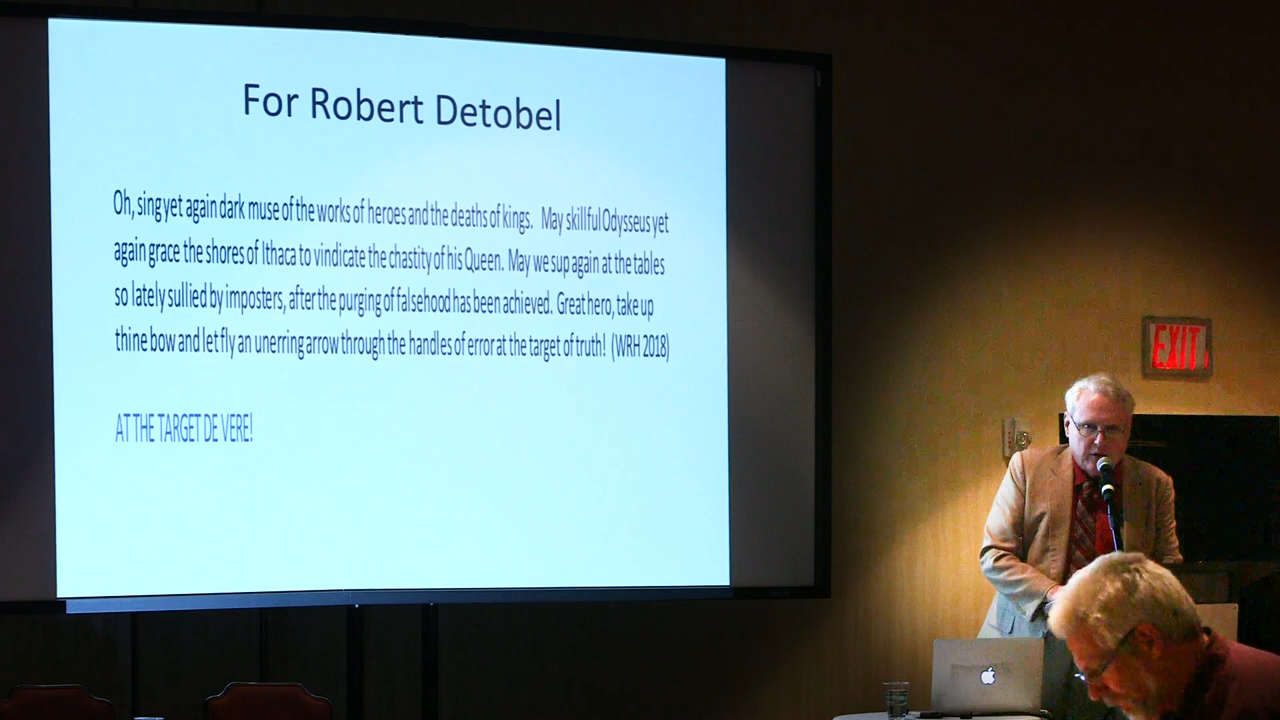 For Robert Detobel
Oh, sing yet again dark muse of the works of heroes and the deaths of kings. May skillful Odysseus yet
again grace the shores of Ithaca to vindicate the chastity of his Queen. May we sup again at the tables
so lately sullied by imposters, after the purging of falsehood has been achieved. Great hero, take up
thine bow and let fly an unerring arrow through the handles of error at the target of truth! (WRH 2018)
AT THE TARGET DE VERE!
EXIT